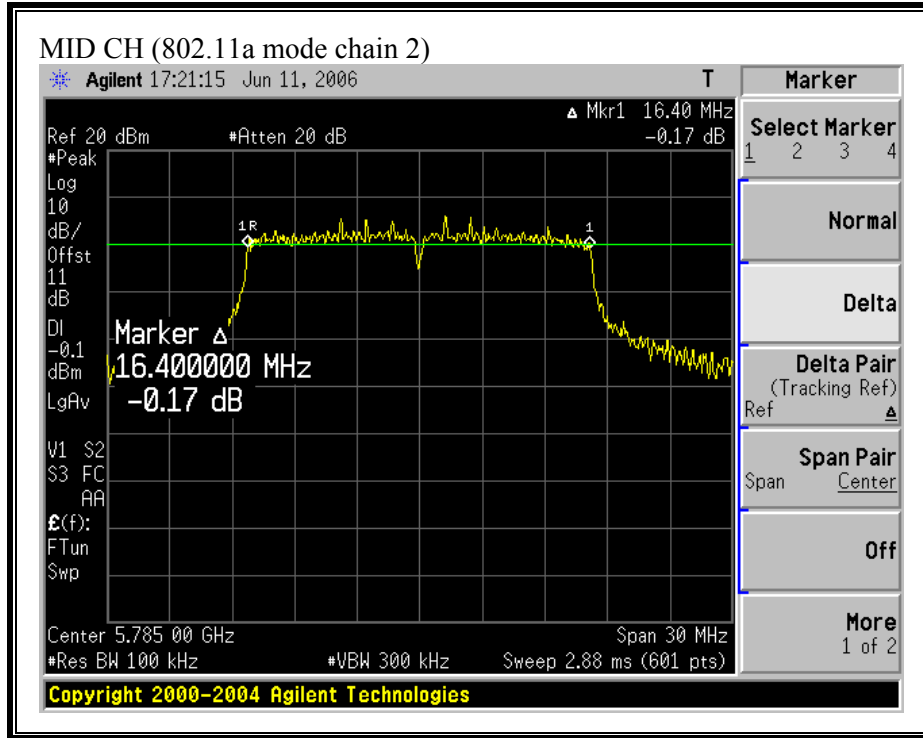 MID CH (802.11a mode chain 2)
Agilent 17:21:15 Jun 11, 2006 T
Δ Mkr1 16.40 MHz
Ref 20 dBm #Atten 20 dB -0.17 dB
#Peak
Log
10
dB/
Offst
11
dB
DI
-0.1
dBm
LgAv
V1 S2
S3 FC
AA
£(f):
FTun
Swp
1R
1
Marker Δ
16.400000 MHz
-0.17 dB
Center 5.785 00 GHz Span 30 MHz
#Res BW 100 kHz #VBW 300 kHz Sweep 2.88 ms (601 pts)
Copyright 2000-2004 Agilent Technologies
Marker
Select Marker
1 2 3 4
Normal
Delta
Delta Pair
(Tracking Ref)
Ref Δ
Span Pair
Span Center
Off
More
1 of 2